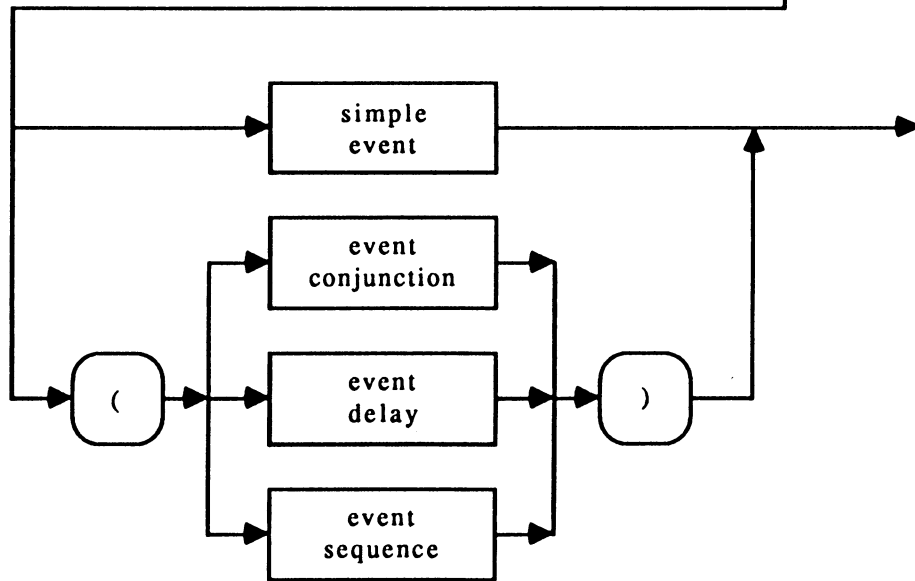 simple
event
event
conjunction
(
event
delay
)
event
sequence